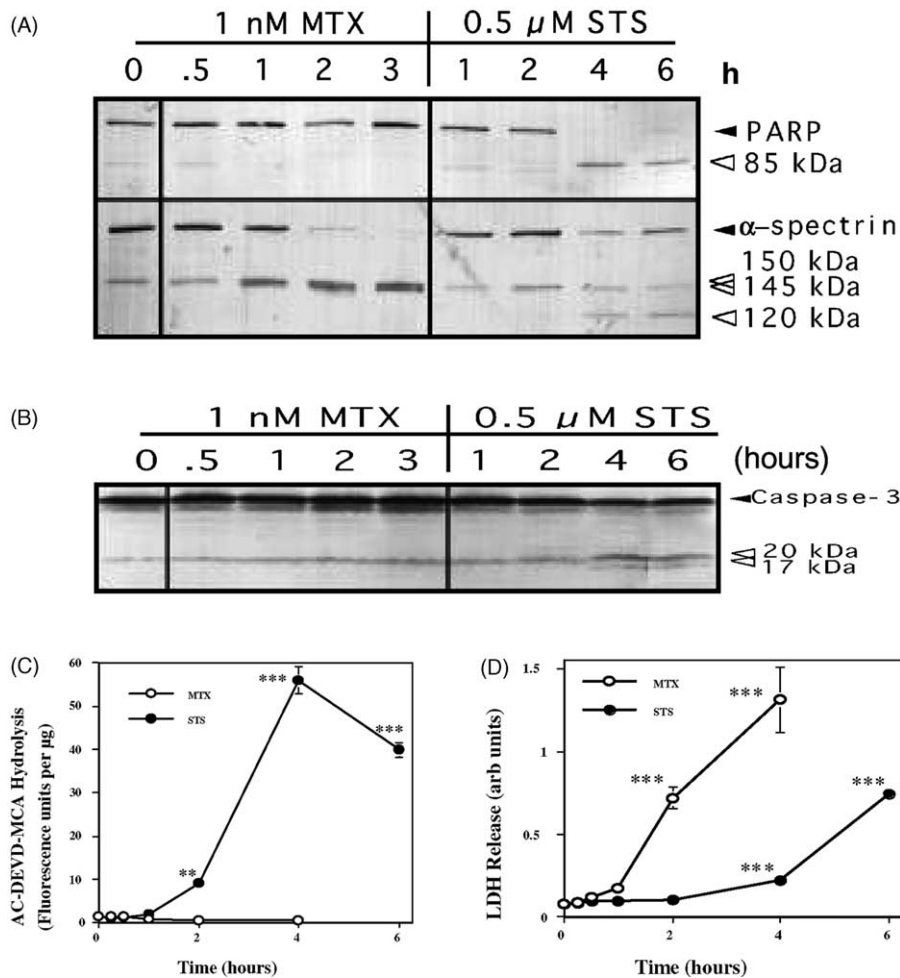 (A)
1 nM MTX 0.5 μM STS
0 .5 1 2 3 1 2 4 6 h
PARP
85 kDa
α-spectrin
150 kDa
145 kDa
120 kDa
(B)
1 nM MTX 0.5 μM STS
0 .5 1 2 3 1 2 4 6 (hours)
Caspase-3
20 kDa
17 kDa
(C)
AC-DEVD-MCA Hydrolysis
(Fluorescence units per μg)
60
50
40
30
20
10
0
MTX
STS
**
***
***
0 2 4 6
Time (hours)
(D)
LDH Release (arb units)
1.5
1
0.5
0
MTX
STS
***
***
***
***
0 2 4 6
Time (hours)